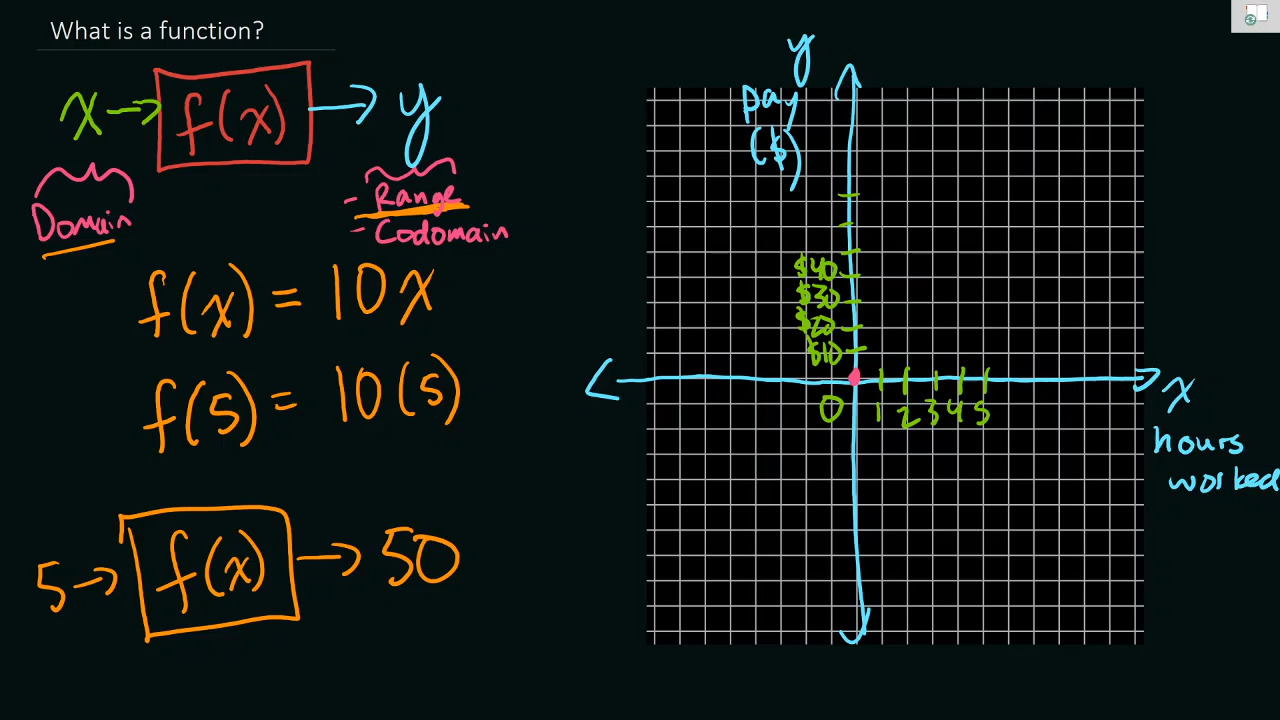 What is a function?
x → f(x) → y
Domain
- Range
- Codomain
f(x) = 10x
f(5) = 10(5)
5 → f(x) → 50
y
Pay
($)
$40
$30
$20
$10
0 1 2 3 4 5
x
hours
worked